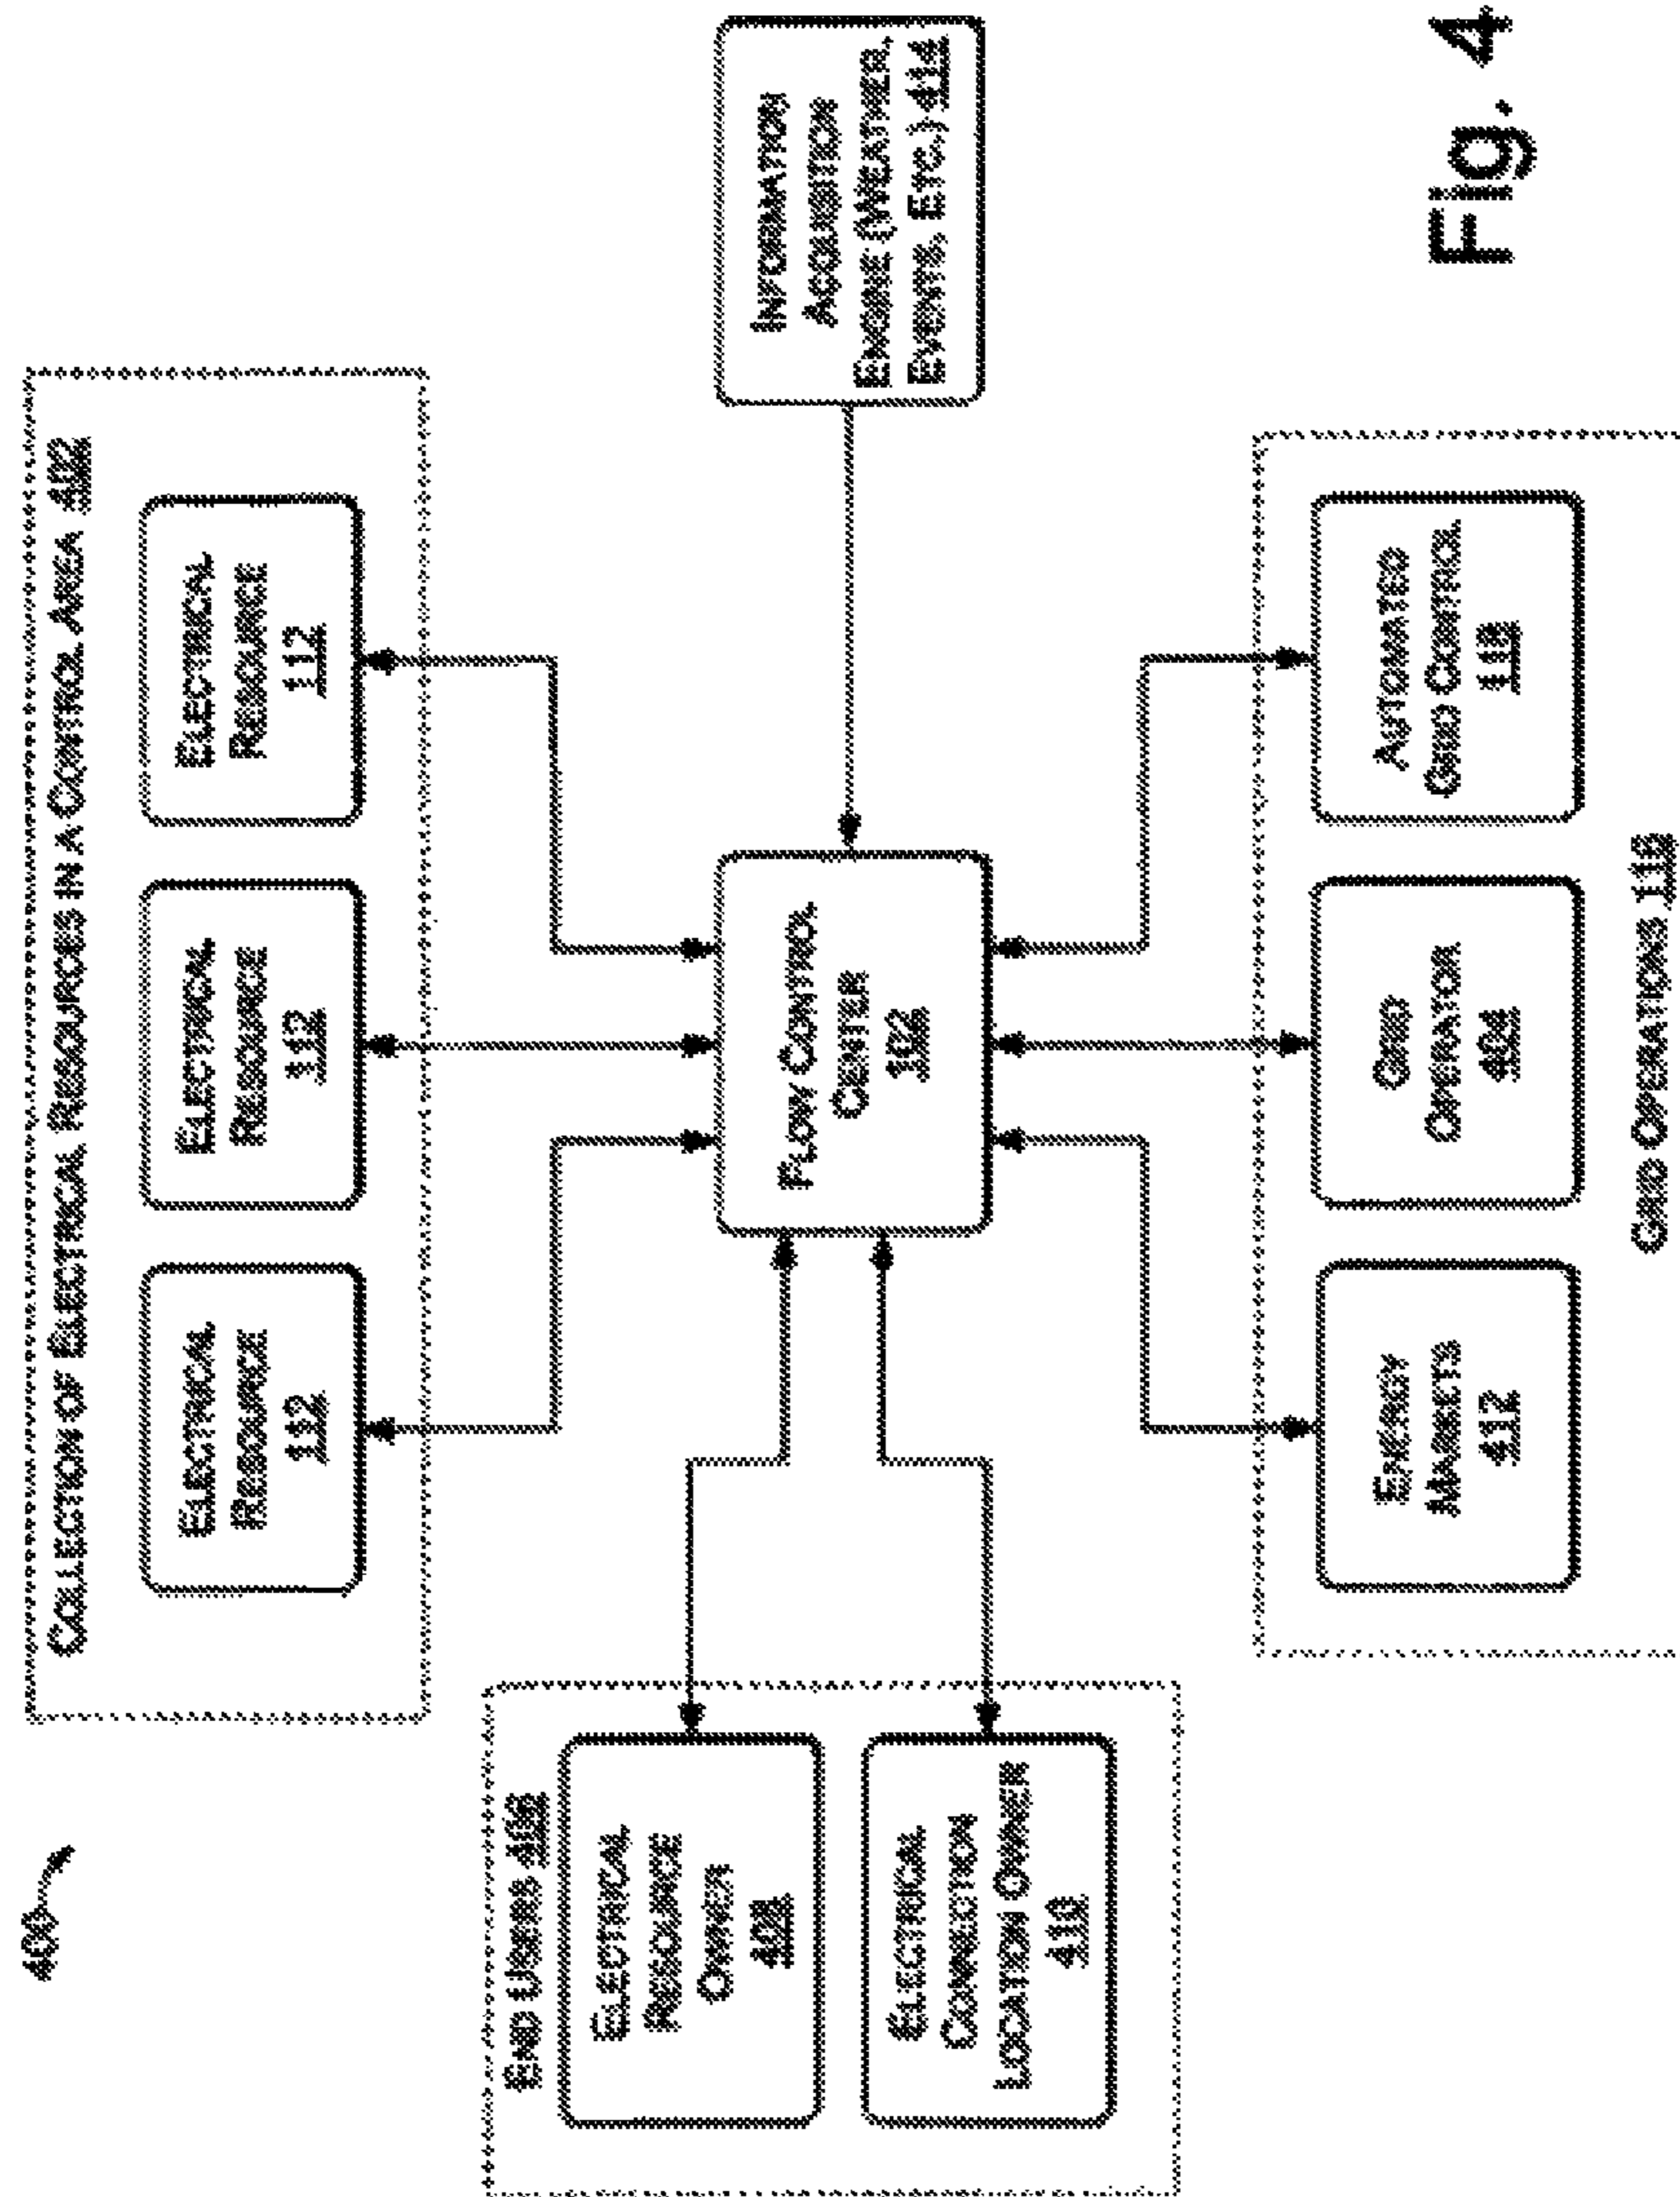 400
COLLECTION OF ELECTRICAL RESOURCES IN A CONTROL AREA 402
ELECTRICAL
RESOURCE
112
ELECTRICAL
RESOURCE
112
ELECTRICAL
RESOURCE
112
END USERS 406
ELECTRICAL
RESOURCE
OWNER
408
ELECTRICAL
CONNECTION
LOCATION OWNER
410
FLOW CONTROL
CENTER
102
INFORMATION
ACQUISITION
ENGINE (WEATHER,
EVENTS, ETC.) 414
ENERGY
MARKETS
412
GRID
OPERATOR
404
AUTOMATED
GRID CONTROL
118
GRID OPERATIONS 116
Fig. 4